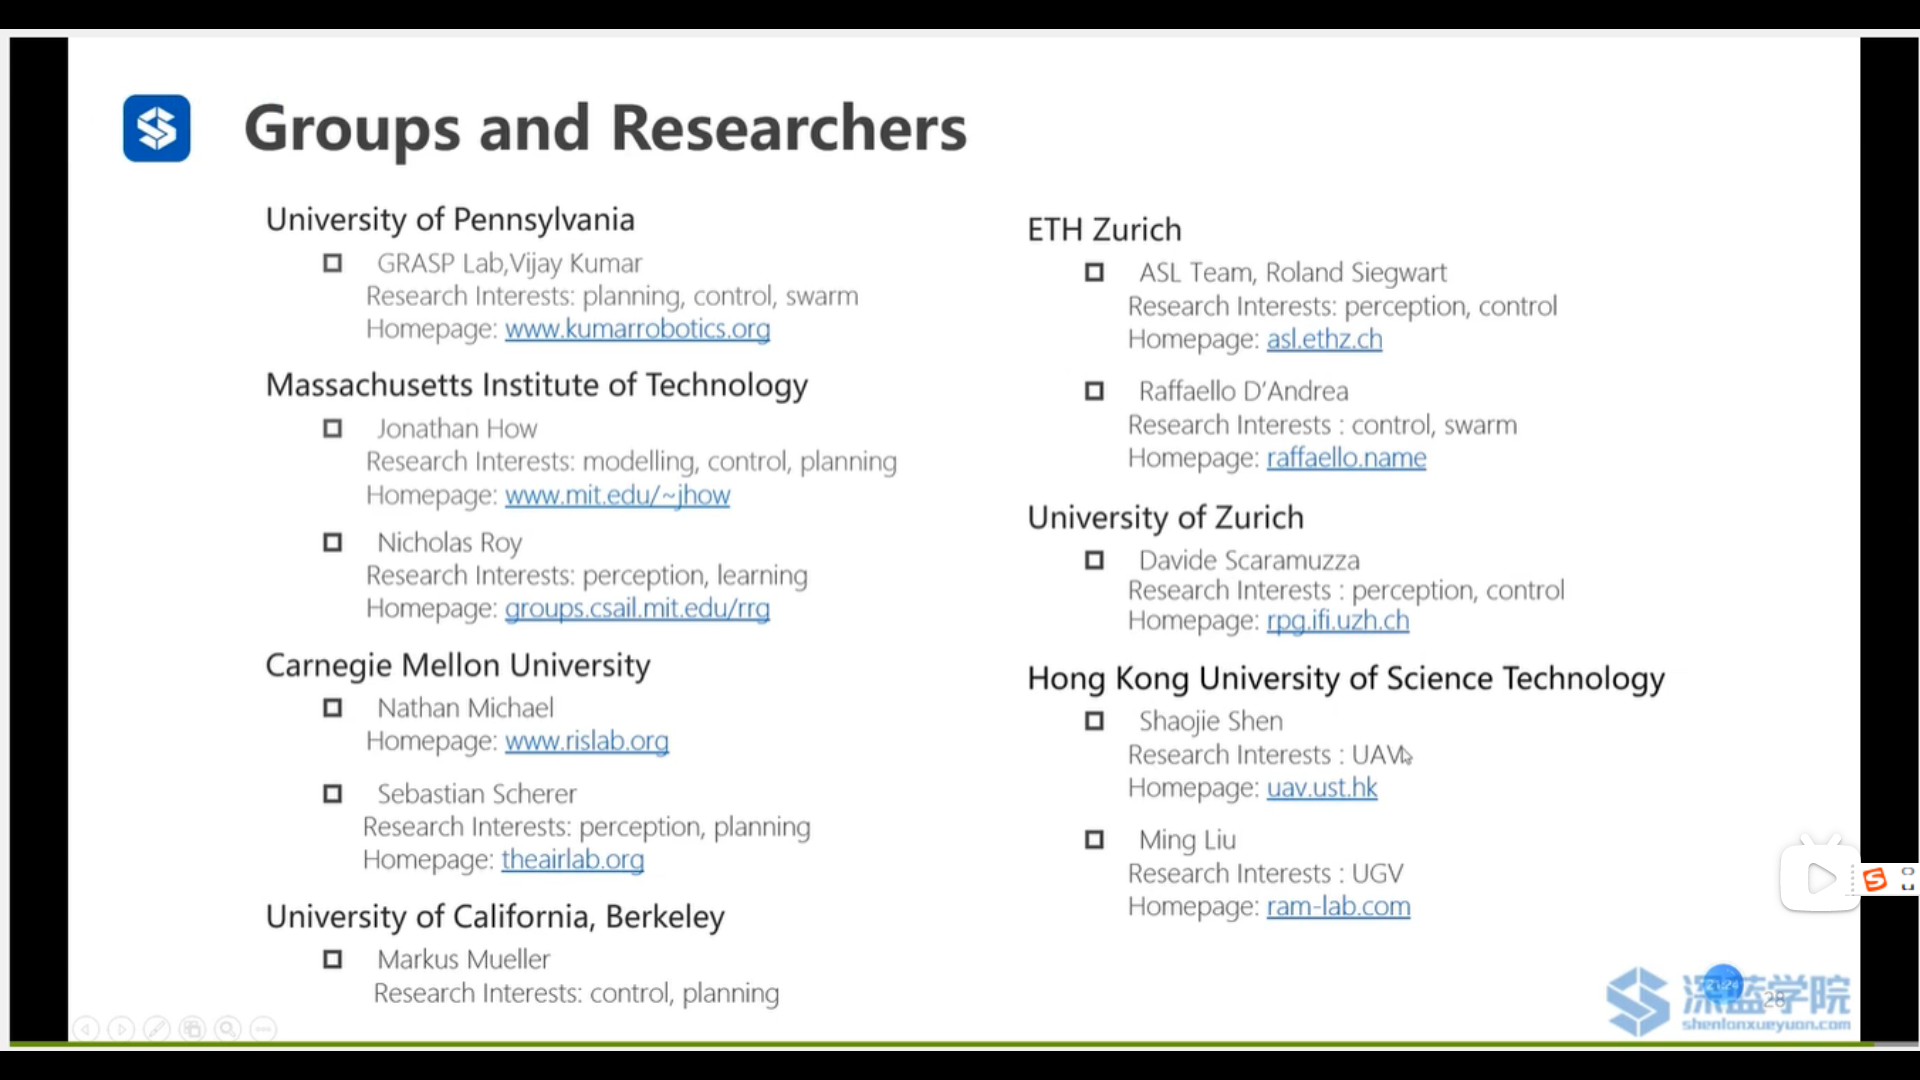 Groups and Researchers
University of Pennsylvania
GRASP Lab,Vijay Kumar
Research Interests: planning, control, swarm
Homepage: www.kumarrobotics.org
Massachusetts Institute of Technology
Jonathan How
Research Interests: modelling, control, planning
Homepage: www.mit.edu/~jhow
Nicholas Roy
Research Interests: perception, learning
Homepage: groups.csail.mit.edu/rrg
Carnegie Mellon University
Nathan Michael
Homepage: www.rislab.org
Sebastian Scherer
Research Interests: perception, planning
Homepage: theairlab.org
University of California, Berkeley
Markus Mueller
Research Interests: control, planning
ETH Zurich
ASL Team, Roland Siegwart
Research Interests: perception, control
Homepage: asl.ethz.ch
Raffaello D’Andrea
Research Interests : control, swarm
Homepage: raffaello.name
University of Zurich
Davide Scaramuzza
Research Interests : perception, control
Homepage: rpg.ifi.uzh.ch
Hong Kong University of Science Technology
Shaojie Shen
Research Interests : UAV
Homepage: uav.ust.hk
Ming Liu
Research Interests : UGV
Homepage: ram-lab.com
深蓝学院
28
shenlanxueyuan.com